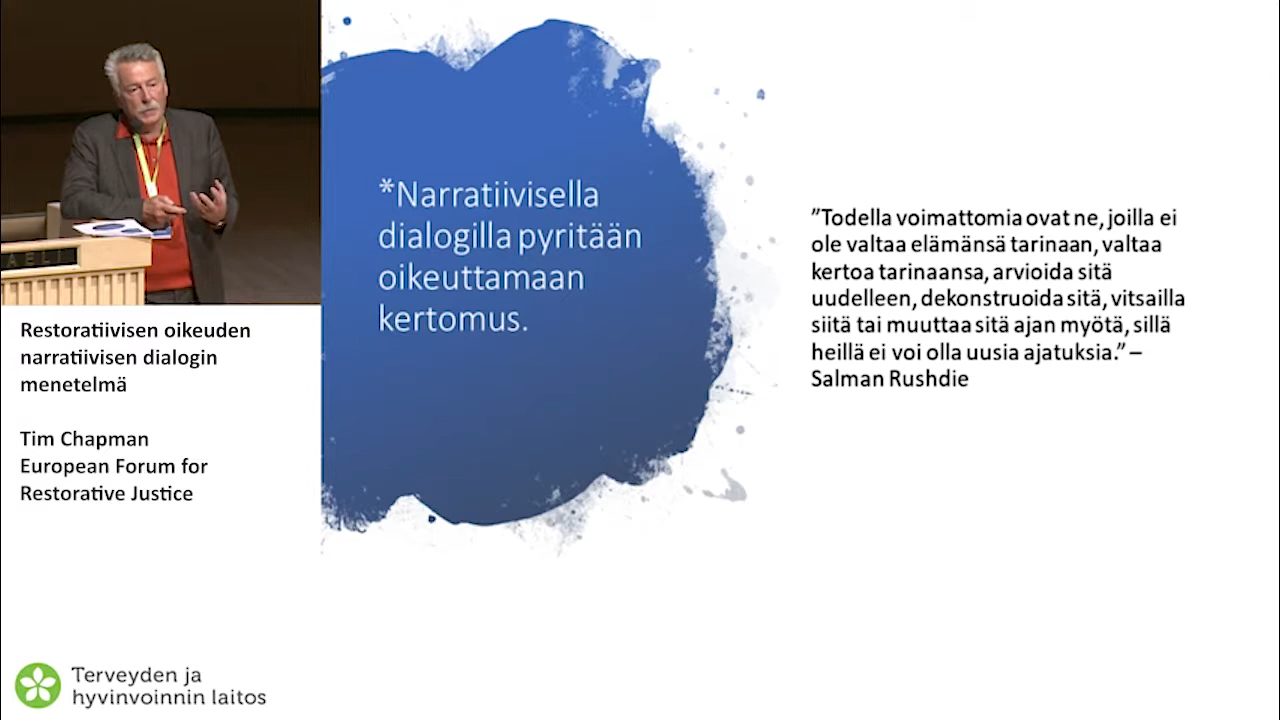 AELI
Restoratiivisen oikeuden
narratiivisen dialogin
menetelmä
Tim Chapman
European Forum for
Restorative Justice
*Narratiivisella
dialogilla pyritään
oikeuttamaan
kertomus.
”Todella voimattomia ovat ne, joilla ei
ole valtaa elämänsä tarinaan, valtaa
kertoa tarinaansa, arvioida sitä
uudelleen, dekonstruoida sitä, vitsailla
siitä tai muuttaa sitä ajan myötä, sillä
heillä ei voi olla uusia ajatuksia.” –
Salman Rushdie
Terveyden ja
hyvinvoinnin laitos